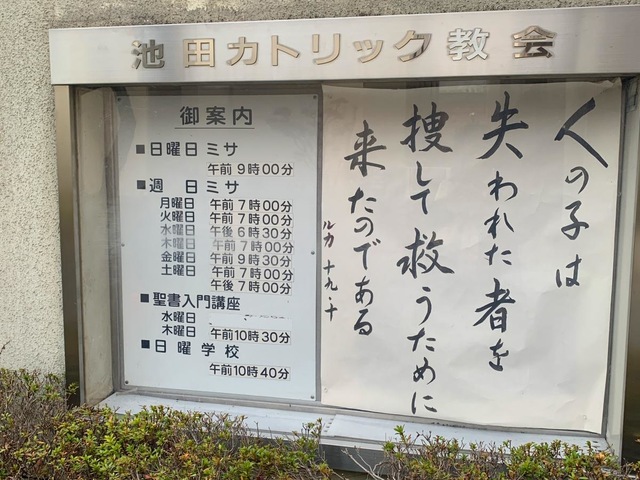 池田カトリック教会
御案内
■日曜日ミサ
午前9時00分
■週日ミサ
月曜日 午前7時00分
火曜日 午前7時00分
水曜日 午後6時30分
木曜日 午前7時00分
金曜日 午前9時30分
土曜日 午前7時00分
午後7時00分
■聖書入門講座
水曜日
木曜日 午前10時30分
■日曜学校
午前10時40分
人の子は
失われた者を
捜して救うために
来たのである
ルカ 十九・十